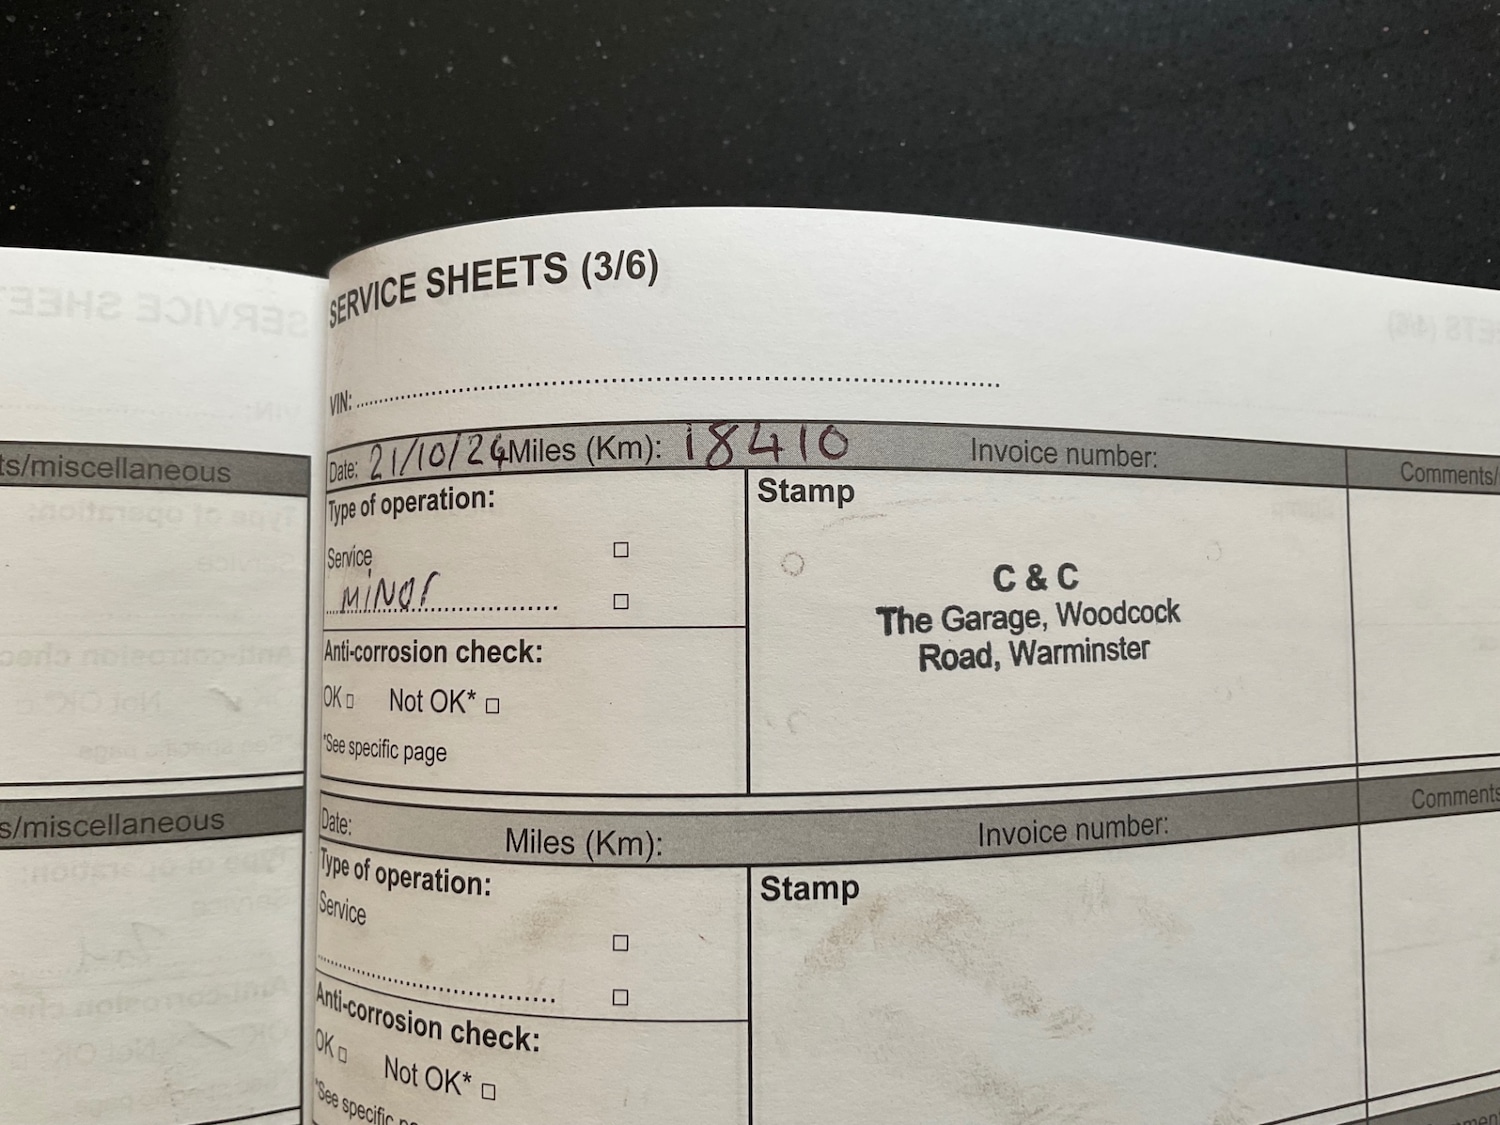 SERVICE SHEETS (3/6)
VIN:
ts/miscellaneous
Date: 21/10/24 Miles (Km): 18410 Invoice number: Comments/
Type of operation:
Stamp
Service
MINOR
C & C
The Garage, Woodcock
Road, Warminster
Anti-corrosion check:
OK Not OK*
*See specific page
s/miscellaneous
Date: Miles (Km): Invoice number: Comments
Type of operation:
Stamp
Service
Anti-corrosion check:
OK Not OK*
*See specific